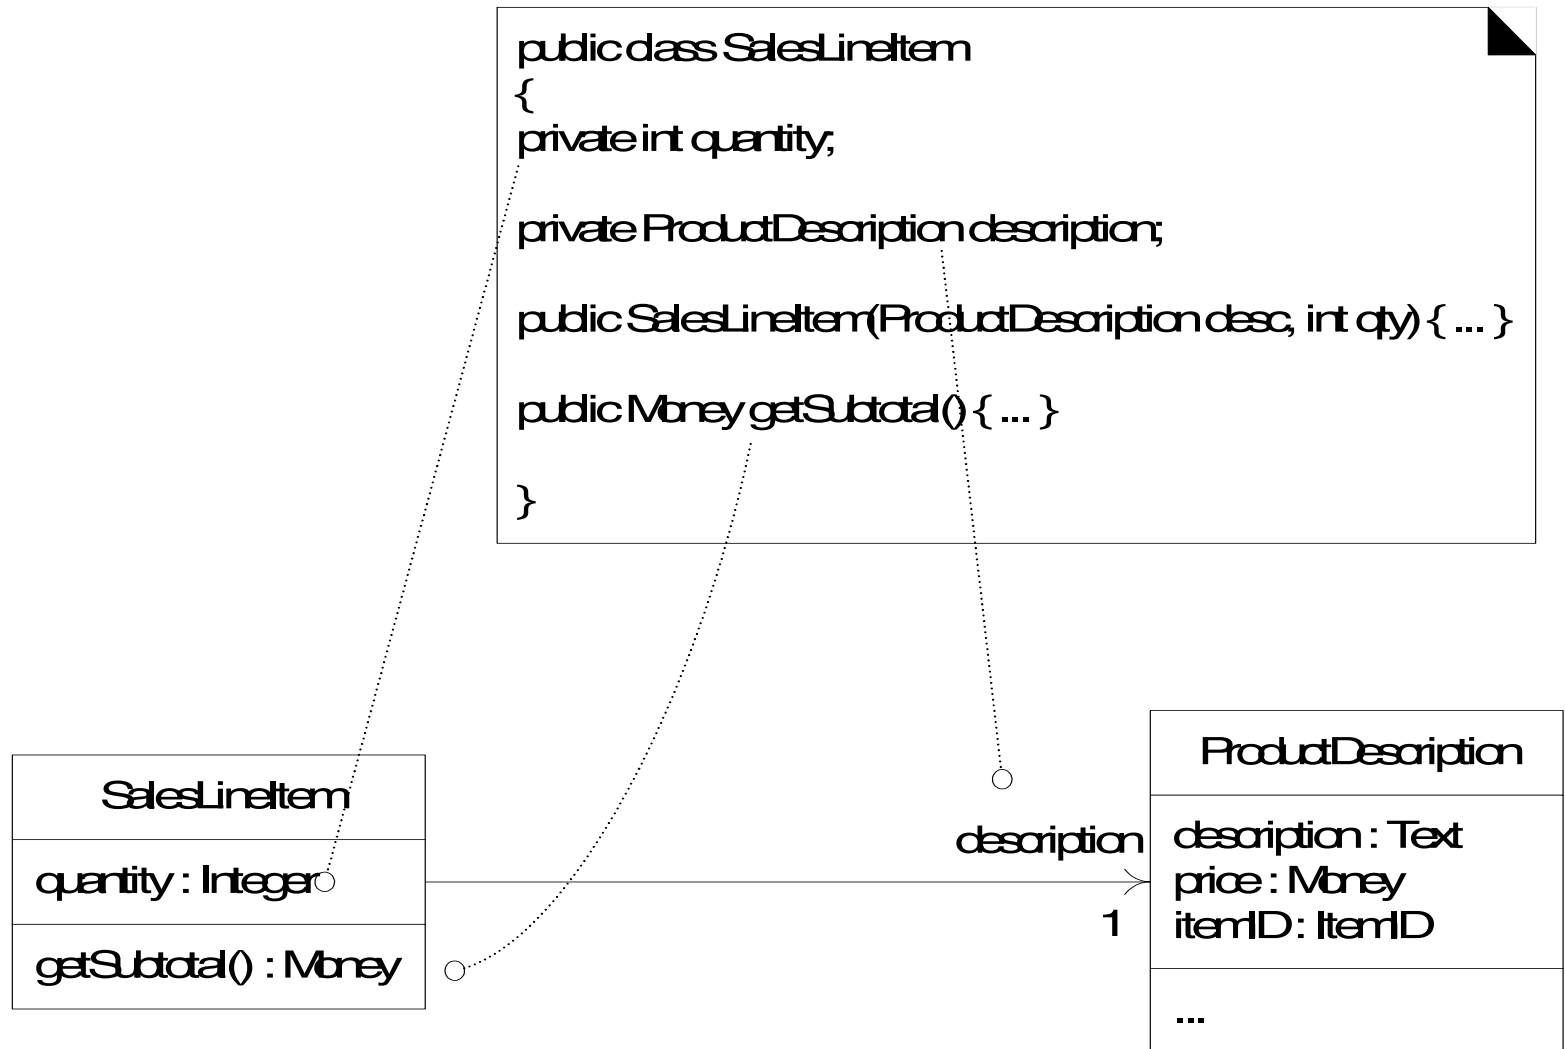 public class SalesLineItem
{
private int quantity;
private ProductDescription description;
public SalesLineItem(ProductDescription desc, int qty) { ... }
public Money getSubtotal() { ... }
}
SalesLineItem
quantity : Integer
getSubtotal() : Money
description
1
ProductDescription
description : Text
price : Money
itemID : ItemID
...